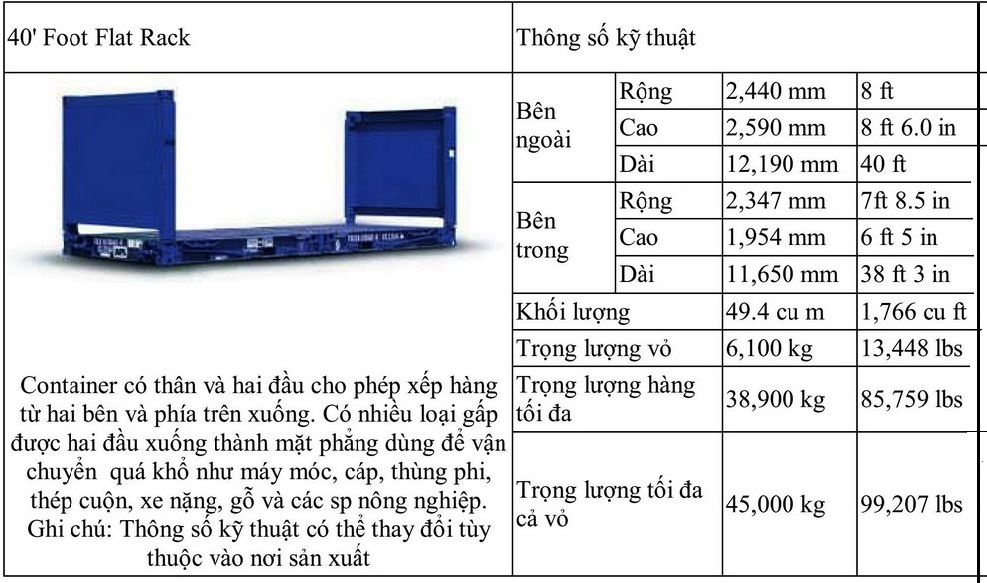 40' Foot Flat Rack
Thông số kỹ thuật
Bên
ngoài
Rộng 2,440 mm 8 ft
Cao 2,590 mm 8 ft 6.0 in
Dài 12,190 mm 40 ft
Bên
trong
Rộng 2,347 mm 7ft 8.5 in
Cao 1,954 mm 6 ft 5 in
Dài 11,650 mm 38 ft 3 in
Khối lượng 49.4 cu m 1,766 cu ft
Trọng lượng vỏ 6,100 kg 13,448 lbs
Trọng lượng hàng
tối đa
38,900 kg 85,759 lbs
Trọng lượng tối đa
cả vỏ
45,000 kg 99,207 lbs
Container có thân và hai đầu cho phép xếp hàng
từ hai bên và phía trên xuống. Có nhiều loại gấp
được hai đầu xuống thành mặt phẳng dùng để vận
chuyển quá khổ như máy móc, cáp, thùng phi,
thép cuộn, xe nặng, gỗ và các sp nông nghiệp.
Ghi chú: Thông số kỹ thuật có thể thay đổi tùy
thuộc vào nơi sản xuất